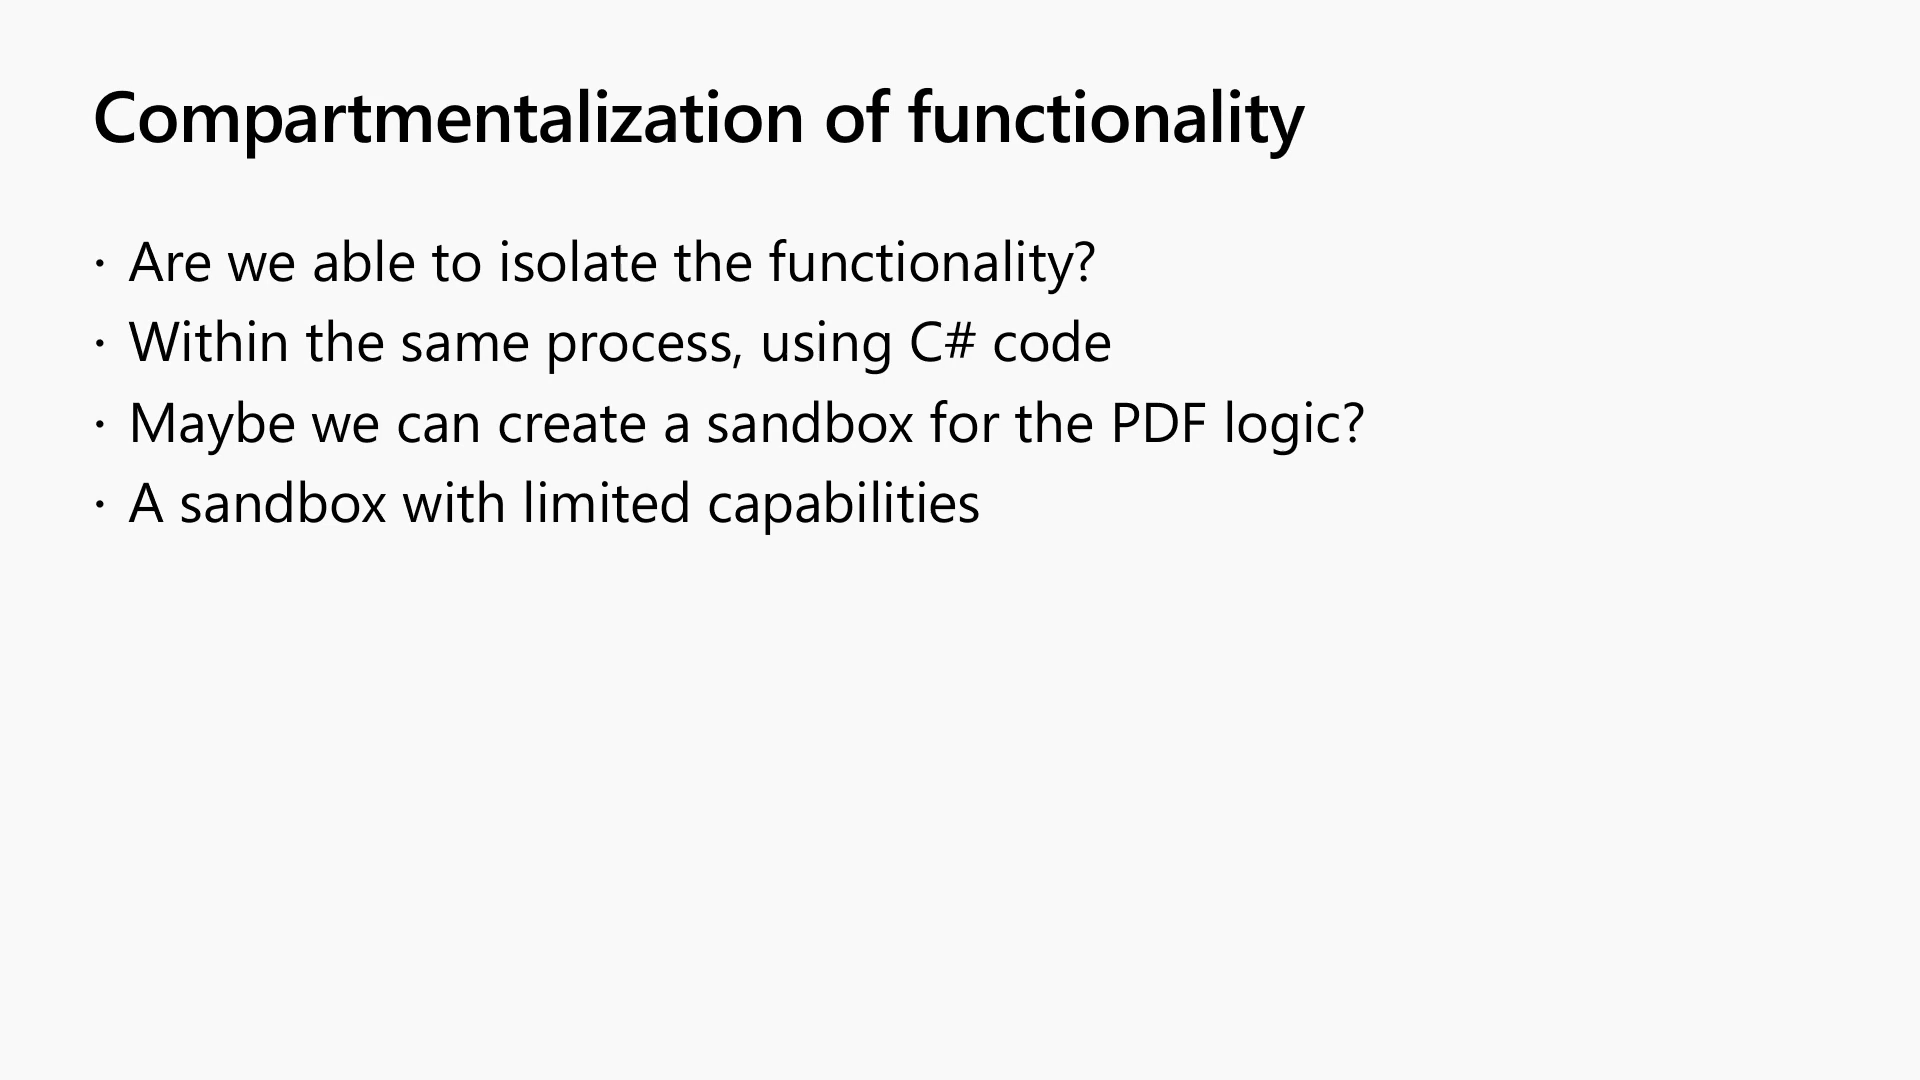 Compartmentalization of functionality
· Are we able to isolate the functionality?
· Within the same process, using C# code
· Maybe we can create a sandbox for the PDF logic?
· A sandbox with limited capabilities